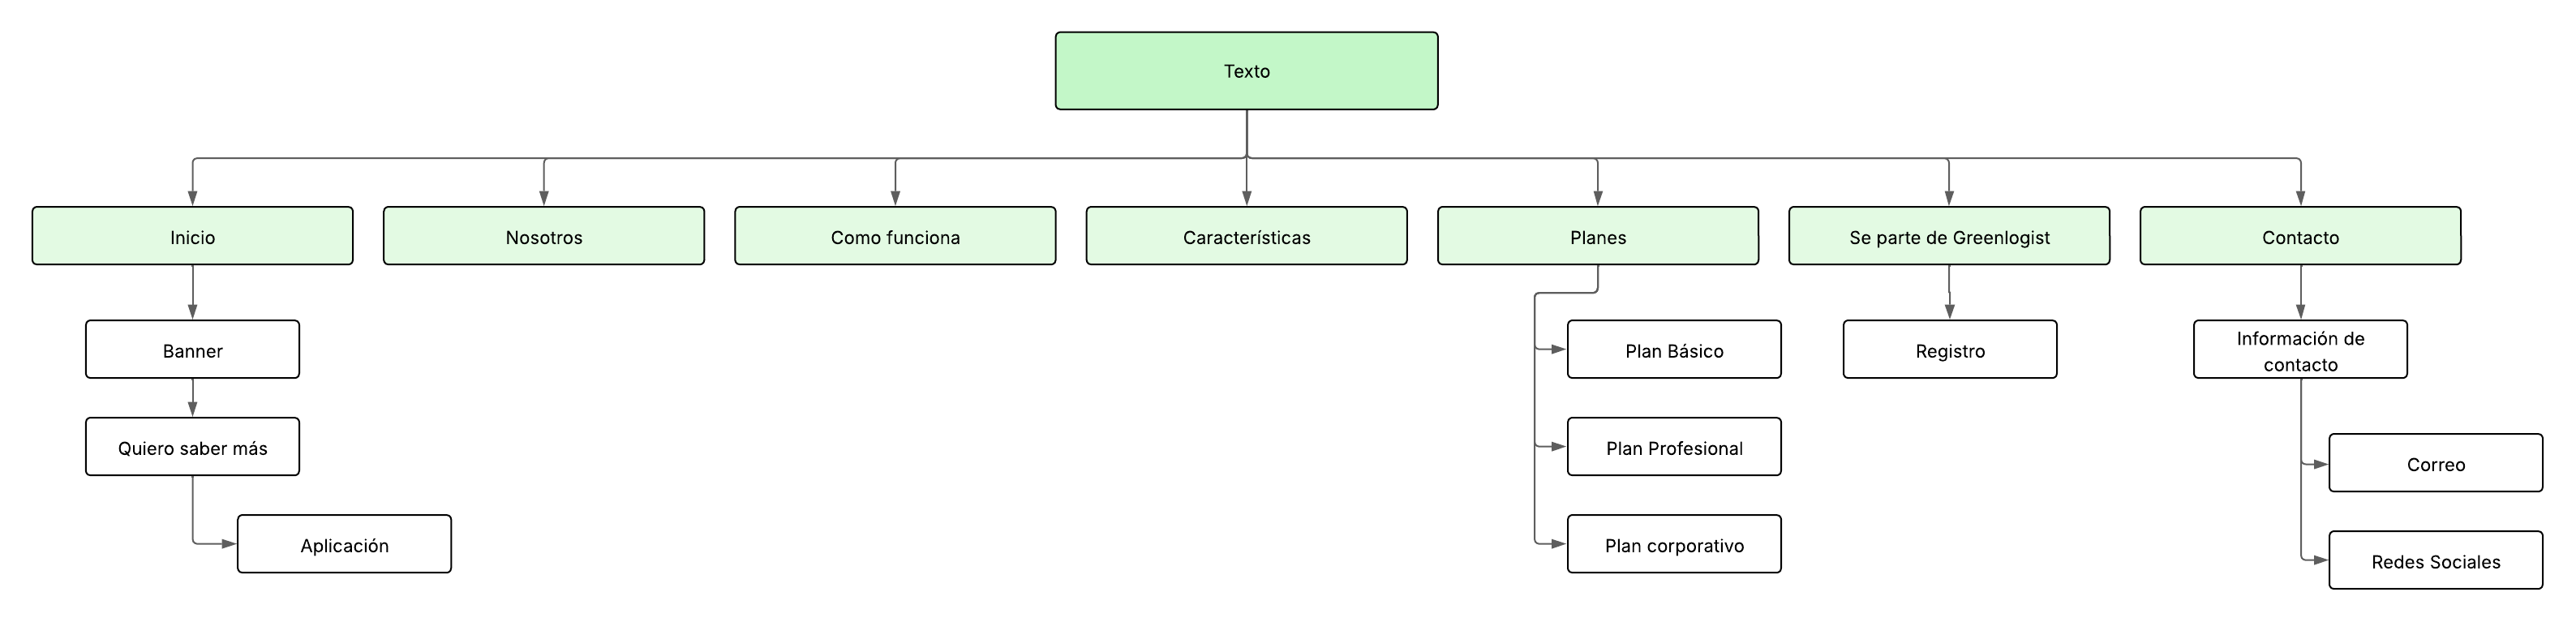 Texto
Inicio
Nosotros
Como funciona
Características
Planes
Se parte de Greenlogist
Contacto
Banner
Quiero saber más
Aplicación
Plan Básico
Plan Profesional
Plan corporativo
Registro
Información de
contacto
Correo
Redes Sociales